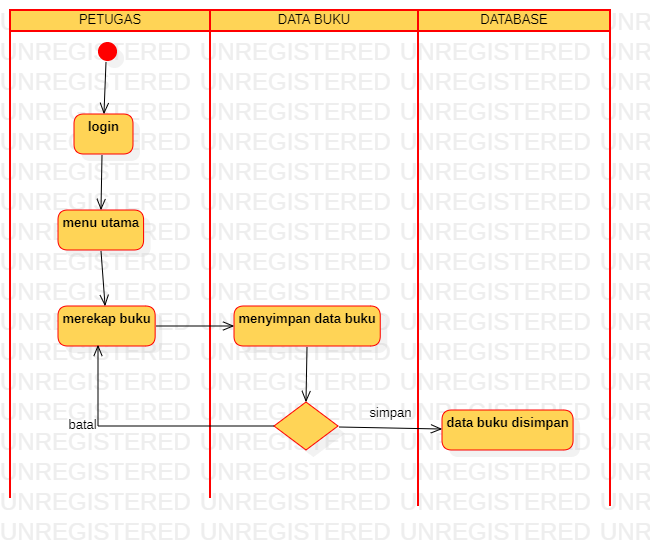 PETUGAS
DATA BUKU
DATABASE
login
menu utama
merekap buku
menyimpan data buku
simpan
batal
data buku disimpan
UNREGISTERED